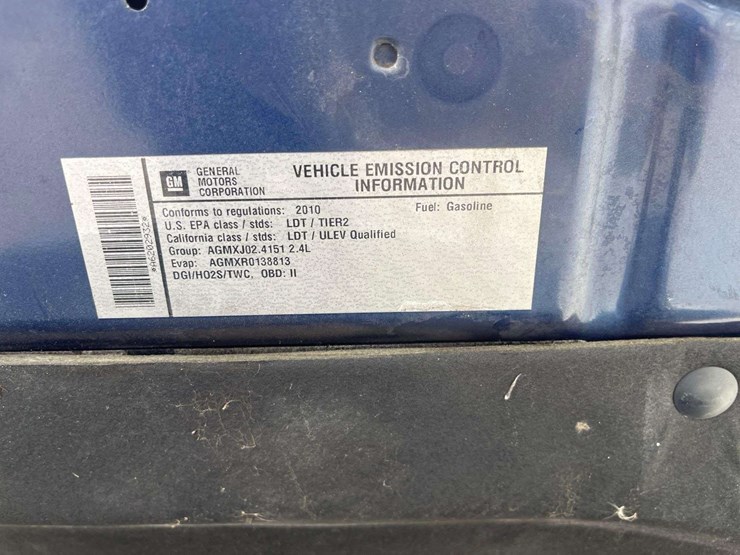 GM
GENERAL
MOTORS
CORPORATION
VEHICLE EMISSION CONTROL
INFORMATION
Conforms to regulations: 2010
Fuel: Gasoline
U.S. EPA class / stds: LDT / TIER2
California class / stds: LDT / ULEV Qualified
Group: AGMXJ02.4151 2.4L
Evap: AGMXR0138813
DGI/HO2S/TWC, OBD: II
*A6202932*